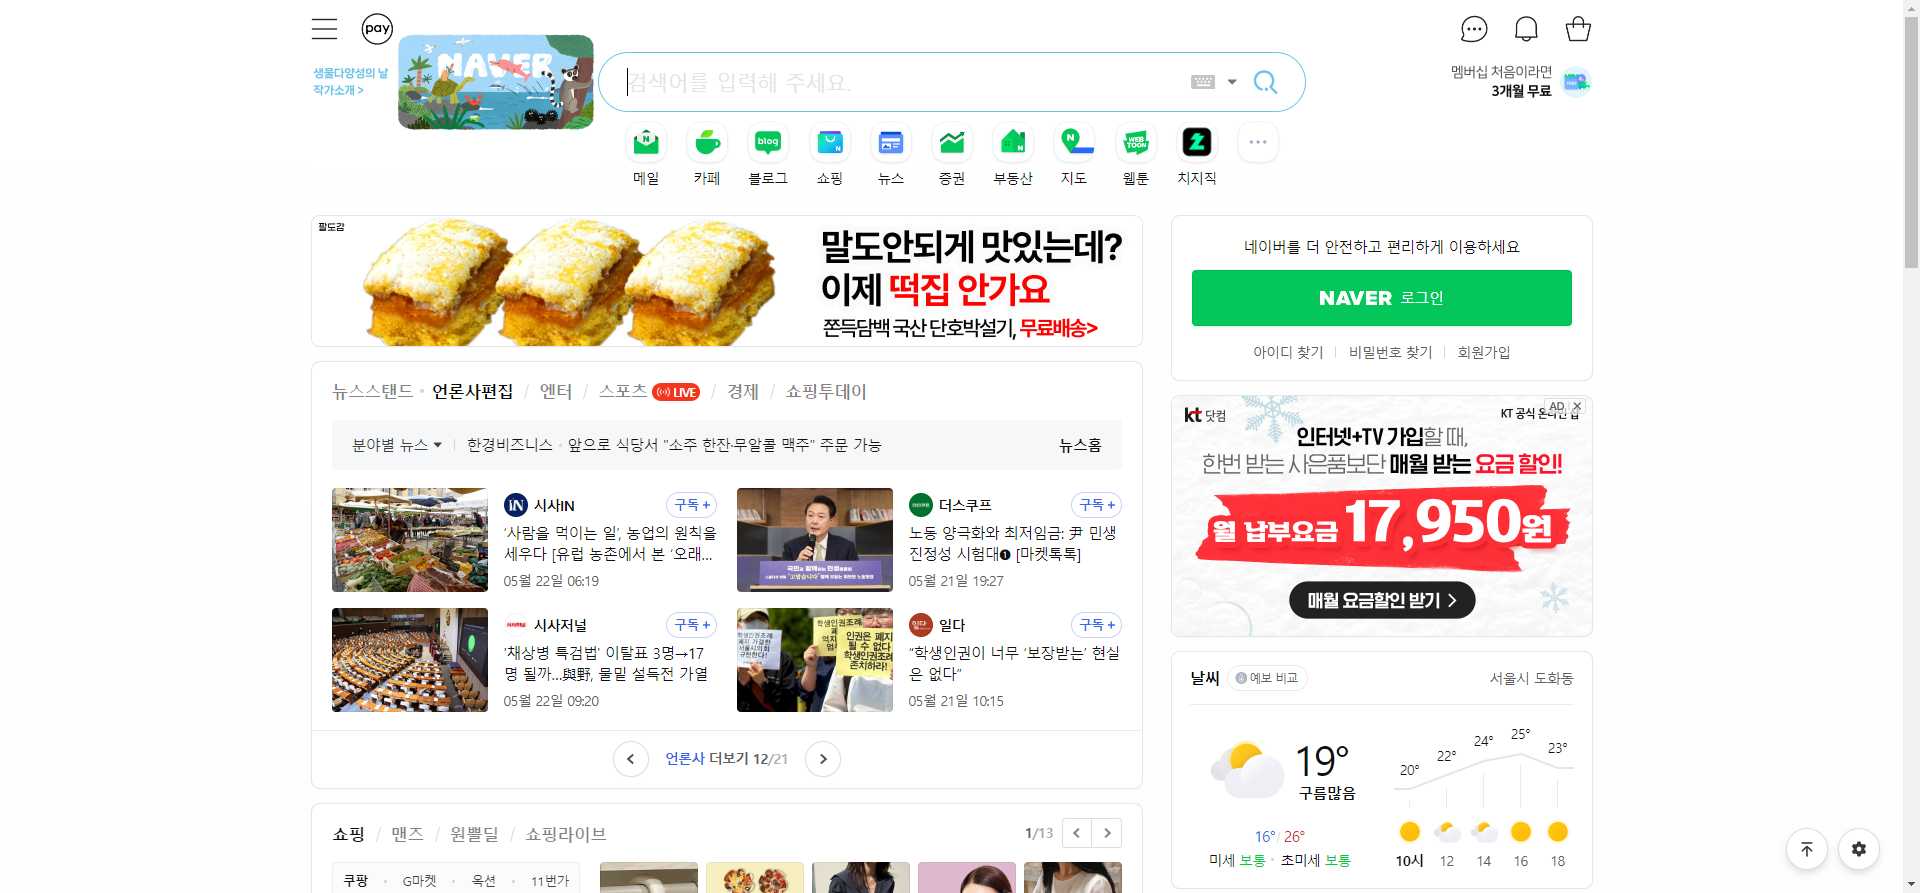 pay
생물다양성의 날
작가소개 >
NAVER
검색어를 입력해 주세요.
멤버십 처음이라면
3개월 무료
N
blog
N
N
WEB
TOON
메일
카페
블로그
쇼핑
뉴스
증권
부동산
지도
웹툰
치지직
팔도감
말도안되게 맛있는데?
이제 떡집 안가요
쫀득담백 국산 단호박설기, 무료배송>
네이버를 더 안전하고 편리하게 이용하세요
NAVER 로그인
아이디 찾기
비밀번호 찾기
회원가입
뉴스스탠드 · 언론사편집 / 엔터 / 스포츠 LIVE / 경제 / 쇼핑투데이
분야별 뉴스
한경비즈니스 · 앞으로 식당서 "소주 한잔·무알콜 맥주" 주문 가능
뉴스홈
IN 시사IN
구독 +
'사람을 먹이는 일', 농업의 원칙을
세우다 [유럽 농촌에서 본 '오래...
05월 22일 06:19
더스쿠프
구독 +
노동 양극화와 최저임금: 尹 민생
진정성 시험대❶ [마켓톡톡]
05월 21일 19:27
시사저널
구독 +
'채상병 특검법' 이탈표 3명→17
명 될까…與野, 물밑 설득전 가열
05월 22일 09:20
인권은 폐지
될 수 없다
학생인권조례
존치하라!
일다
구독 +
"학생인권이 너무 '보장받는' 현실
은 없다"
05월 21일 10:15
언론사 더보기 12/21
kt 닷컴
AD
인터넷+TV 가입할 때,
한번 받는 사은품보단 매월 받는 요금 할인!
월 납부요금 17,950원
매월 요금할인 받기 >
날씨
예보 비교
서울시 도화동
19°
구름많음
16° / 26°
미세 보통 · 초미세 보통
20°
22°
24°
25°
23°
10시
12
14
16
18
쇼핑 / 맨즈 / 원쁠딜 / 쇼핑라이브
1/13
쿠팡 · G마켓 · 옥션 · 11번가